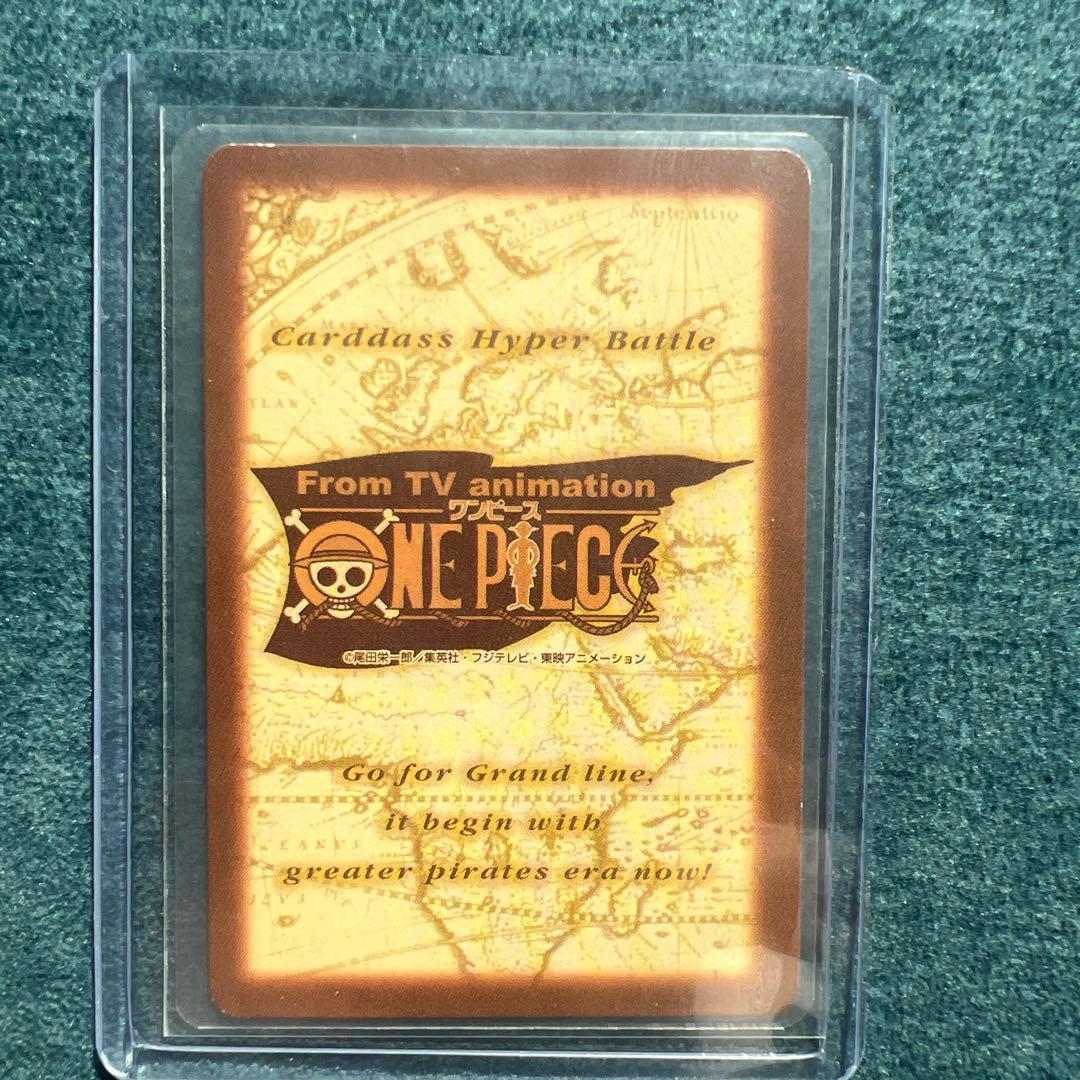 Septentrio
Carddass Hyper Battle
From TV animation
ワンピース
ONE PIECE
©尾田栄一郎／集英社・フジテレビ・東映アニメーション
Go for Grand line,
it begin with
greater pirates era now!